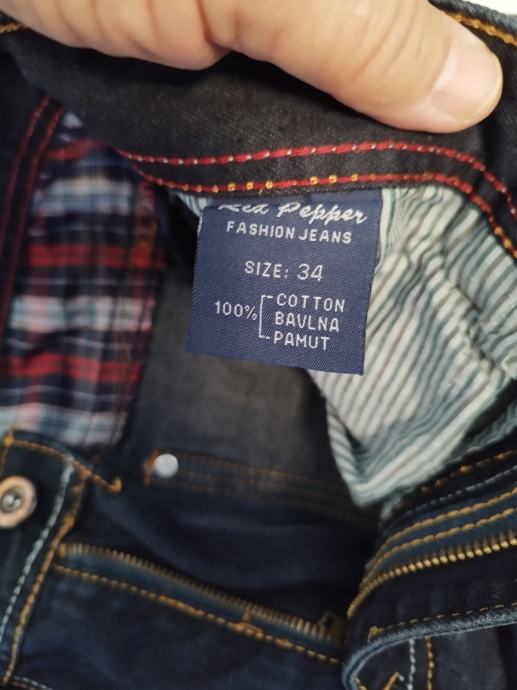 Red Pepper
FASHION JEANS
SIZE: 34
100% COTTON
BAVLNA
PAMUT